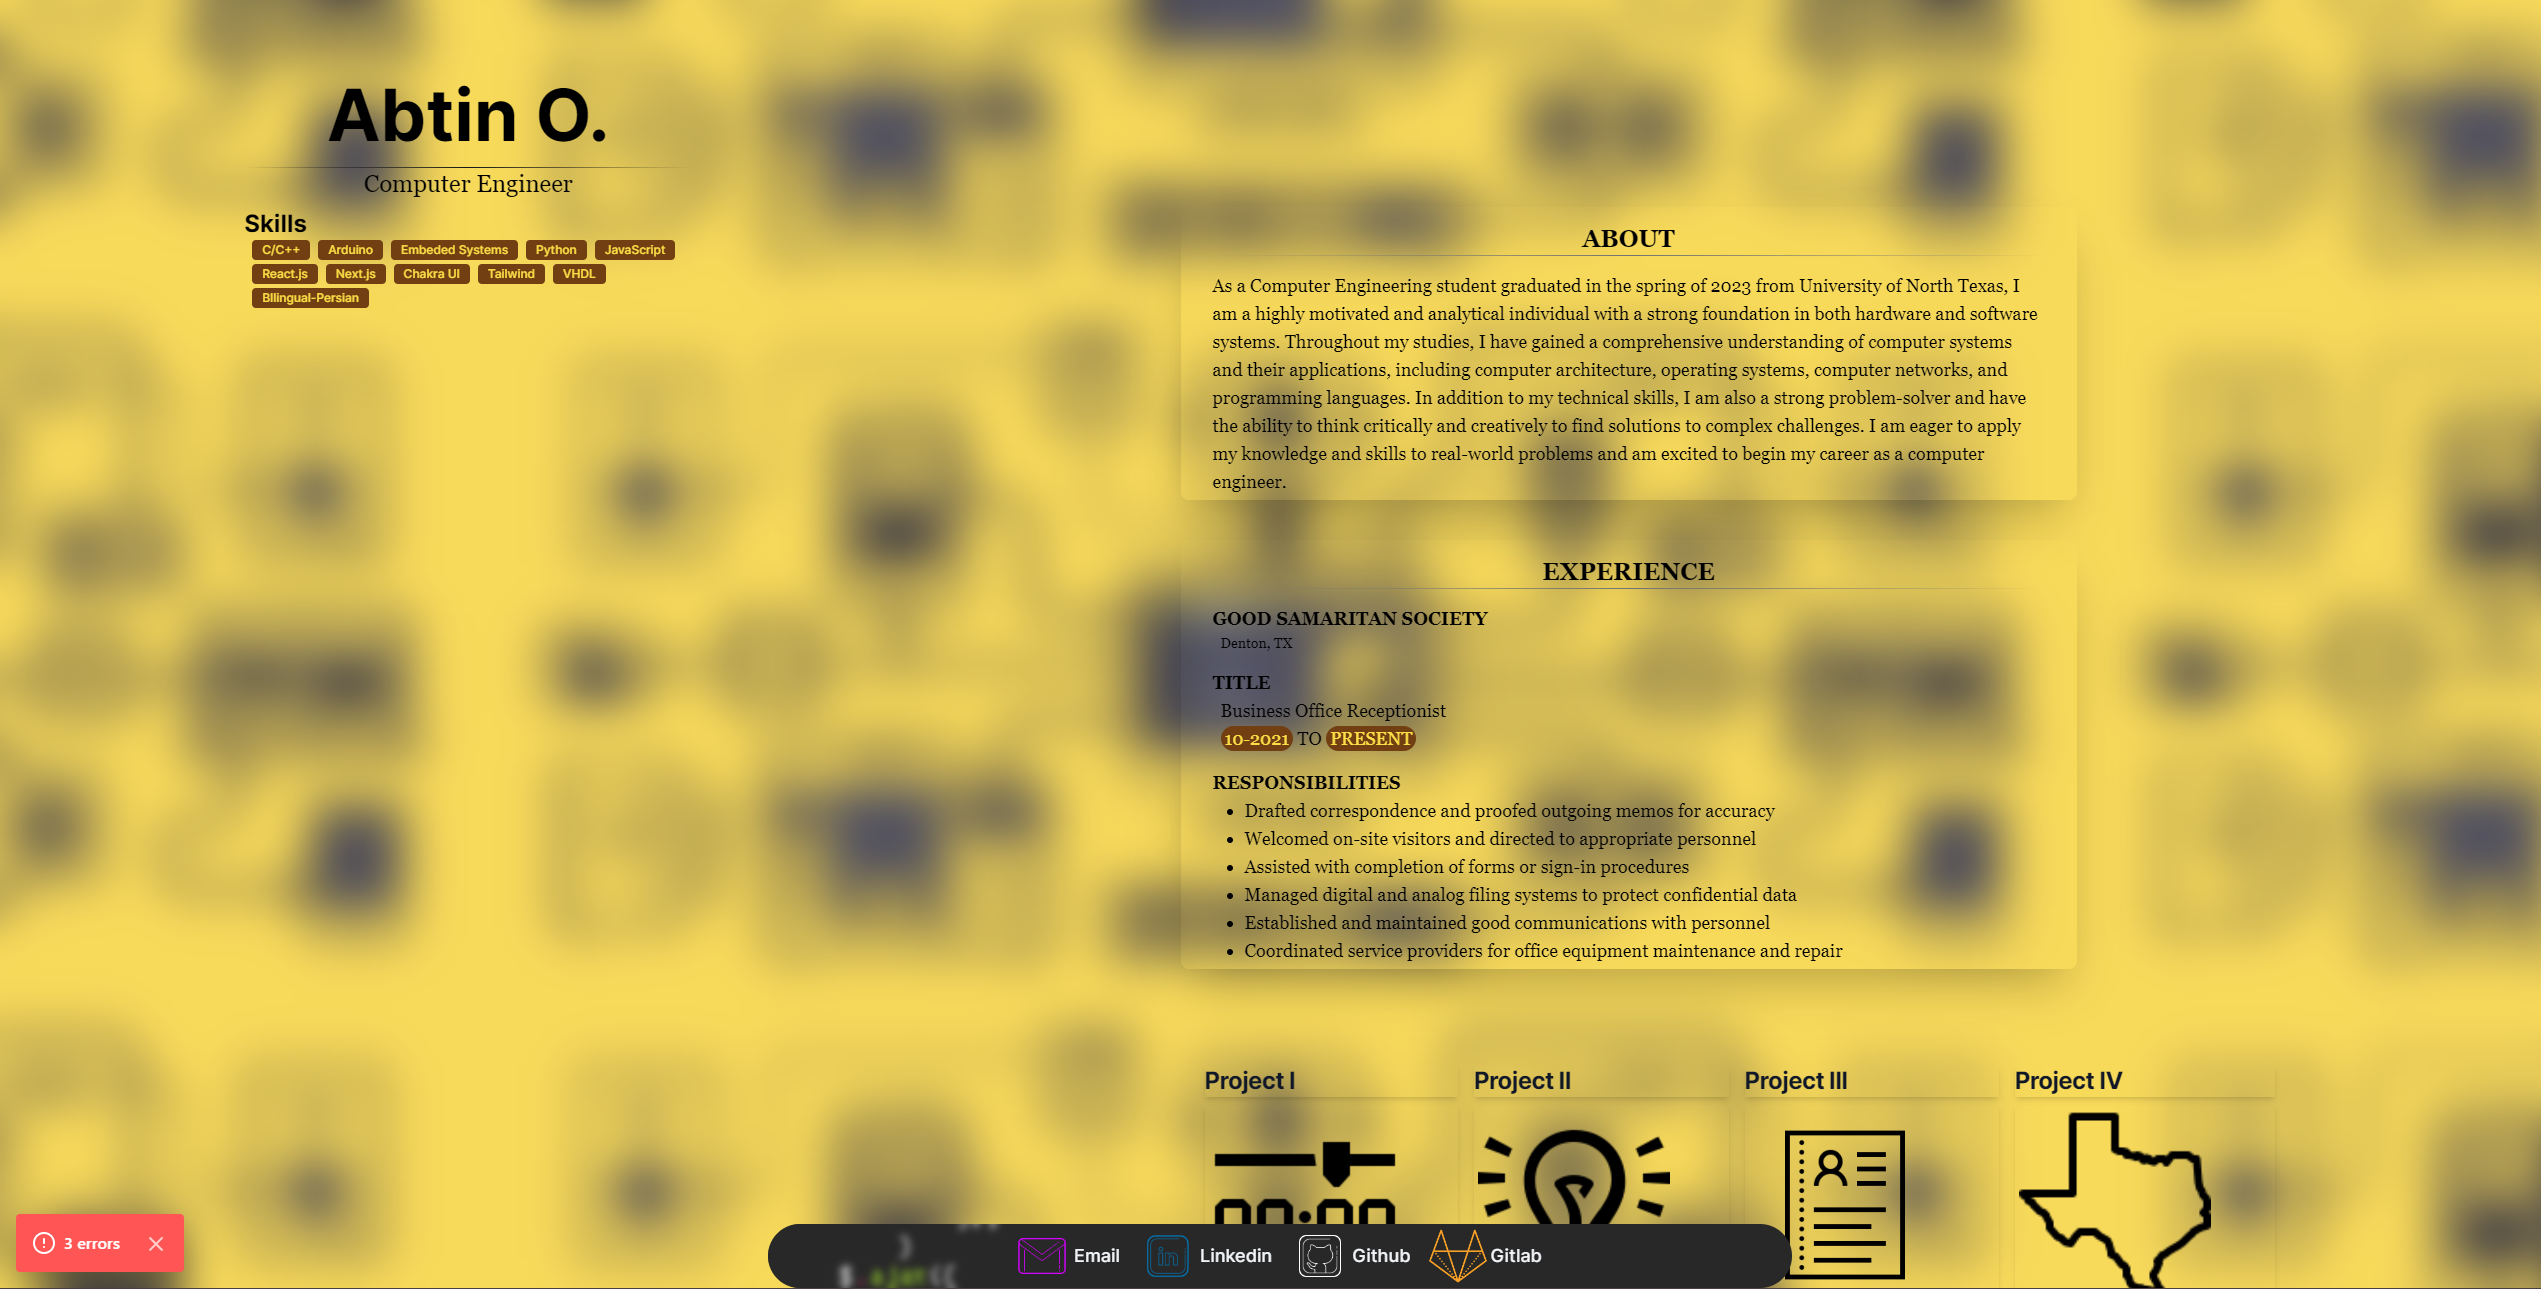 Abtin O.
Computer Engineer
Skills
C/C++ Arduino Embeded Systems Python JavaScript
React.js Next.js Chakra UI Tailwind VHDL
BIlingual-Persian
ABOUT
As a Computer Engineering student graduated in the spring of 2023 from University of North Texas, I
am a highly motivated and analytical individual with a strong foundation in both hardware and software
systems. Throughout my studies, I have gained a comprehensive understanding of computer systems
and their applications, including computer architecture, operating systems, computer networks, and
programming languages. In addition to my technical skills, I am also a strong problem-solver and have
the ability to think critically and creatively to find solutions to complex challenges. I am eager to apply
my knowledge and skills to real-world problems and am excited to begin my career as a computer
engineer.
EXPERIENCE
GOOD SAMARITAN SOCIETY
Denton, TX
TITLE
Business Office Receptionist
10-2021 TO PRESENT
RESPONSIBILITIES
• Drafted correspondence and proofed outgoing memos for accuracy
• Welcomed on-site visitors and directed to appropriate personnel
• Assisted with completion of forms or sign-in procedures
• Managed digital and analog filing systems to protect confidential data
• Established and maintained good communications with personnel
• Coordinated service providers for office equipment maintenance and repair
Project I Project II Project III Project IV
00:00
3 errors
)
$.ajax({
Email Linkedin Github Gitlab